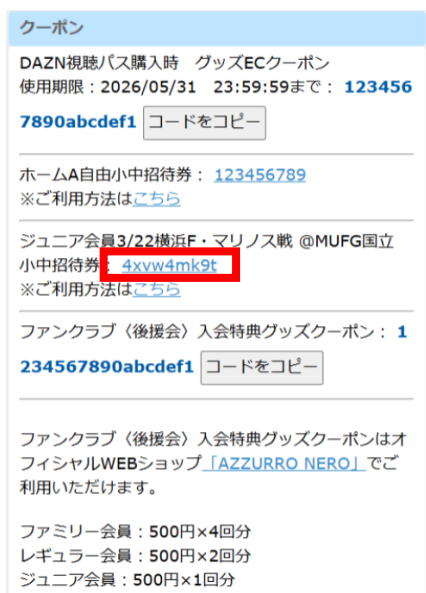 クーポン
DAZN視聴パス購入時　グッズECクーポン
使用期限：2026/05/31　23:59:59まで： 123456
7890abcdef1 コードをコピー
ホームA自由小中招待券： 123456789
※ご利用方法はこちら
ジュニア会員3/22横浜F・マリノス戦 @MUFG国立
小中招待券： 4xvw4mk9t
※ご利用方法はこちら
ファンクラブ〈後援会〉入会特典グッズクーポン： 1
234567890abcdef1 コードをコピー
ファンクラブ〈後援会〉入会特典グッズクーポンはオ
フィシャルWEBショップ「AZZURRO NERO」でご
利用いただけます。
ファミリー会員：500円×4回分
レギュラー会員：500円×2回分
ジュニア会員：500円×1回分